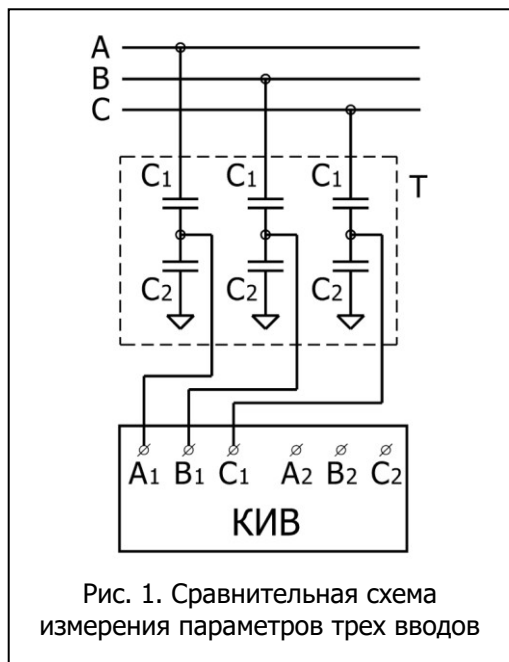 A
B
C
C1 C1 C1 T
C2 C2 C2
A1 B1 C1 A2 B2 C2
КИВ
Рис. 1. Сравнительная схема
измерения параметров трех вводов